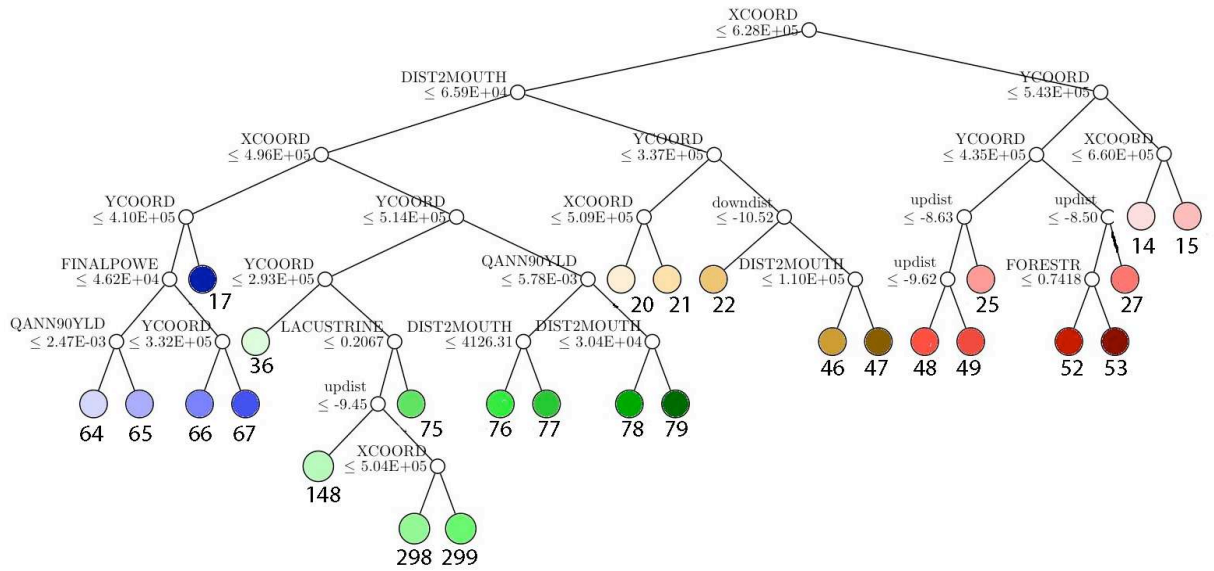 XCOORD
≤ 6.28E+05
DIST2MOUTH
≤ 6.59E+04
YCOORD
≤ 5.43E+05
XCOORD
≤ 4.96E+05
YCOORD
≤ 3.37E+05
YCOORD
≤ 4.35E+05
XCOORD
≤ 6.60E+05
YCOORD
≤ 4.10E+05
YCOORD
≤ 5.14E+05
XCOORD
≤ 5.09E+05
downdist
≤ -10.52
updist
≤ -8.63
updist
≤ -8.50
14
15
FINALPOWE
≤ 4.62E+04
17
YCOORD
≤ 2.93E+05
QANN90YLD
≤ 5.78E-03
20
21
22
DIST2MOUTH
≤ 1.10E+05
updist
≤ -9.62
25
FORESTR
≤ 0.7418
27
QANN90YLD
≤ 2.47E-03
YCOORD
≤ 3.32E+05
36
LACUSTRINE
≤ 0.2067
DIST2MOUTH
≤ 4126.31
DIST2MOUTH
≤ 3.04E+04
46
47
48
49
52
53
64
65
66
67
updist
≤ -9.45
75
76
77
78
79
148
XCOORD
≤ 5.04E+05
298
299